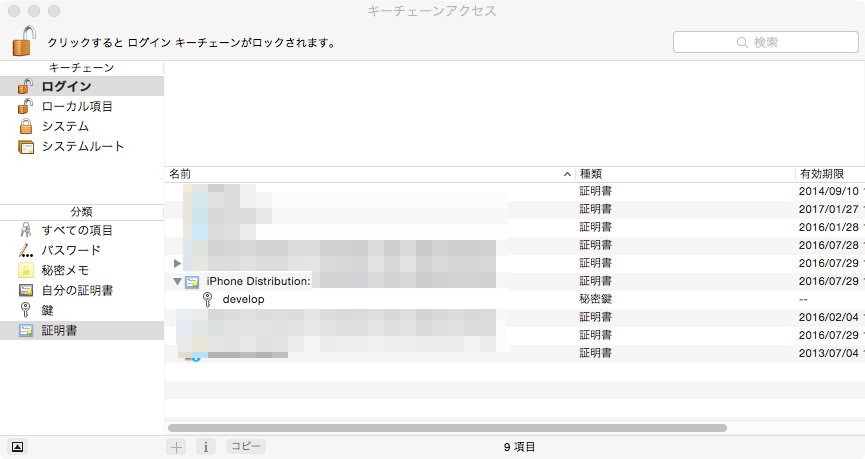 キーチェーンアクセス
クリックすると ログイン キーチェーンがロックされます。
検索
キーチェーン
ログイン
ローカル項目
システム
システムルート
分類
すべての項目
パスワード
秘密メモ
自分の証明書
鍵
証明書
名前 種類 有効期限
証明書 2014/09/10
証明書 2017/01/27
証明書 2016/01/28
証明書 2016/07/28
証明書 2016/07/29
iPhone Distribution: 証明書 2016/07/29
develop 秘密鍵 --
証明書 2016/02/04
証明書 2016/07/29
証明書 2013/07/04
コピー
9 項目